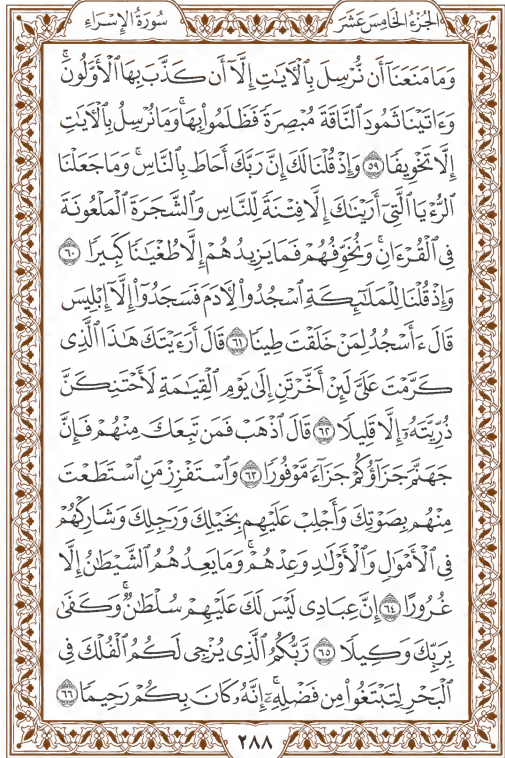 الجُزْءُ الخَامِسَ عَشَرَ
سُورَةُ الإِسْرَاءِ
وَمَا مَنَعَنَآ أَن نُّرْسِلَ بِٱلْأٓيَٰتِ إِلَّآ أَن كَذَّبَ بِهَا ٱلْأَوَّلُونَۚ
وَءَاتَيْنَا ثَمُودَ ٱلنَّاقَةَ مُبْصِرَةً فَظَلَمُوا۟ بِهَاۚ وَمَا نُرْسِلُ بِٱلْأٓيَٰتِ
إِلَّا تَخْوِيفًا ٥٩ وَإِذْ قُلْنَا لَكَ إِنَّ رَبَّكَ أَحَاطَ بِٱلنَّاسِۚ وَمَا جَعَلْنَا
ٱلرُّءْيَا ٱلَّتِىٓ أَرَيْنَٰكَ إِلَّا فِتْنَةً لِّلنَّاسِ وَٱلشَّجَرَةَ ٱلْمَلْعُونَةَ
فِى ٱلْقُرْءَانِۚ وَنُخَوِّفُهُمْ فَمَا يَزِيدُهُمْ إِلَّا طُغْيَٰنًا كَبِيرًا ٦٠
وَإِذْ قُلْنَا لِلْمَلَٰٓئِكَةِ ٱسْجُدُوا۟ لِأٓدَمَ فَسَجَدُوٓا۟ إِلَّآ إِبْلِيسَ
قَالَ ءَأَسْجُدُ لِمَنْ خَلَقْتَ طِينًا ٦١ قَالَ أَرَءَيْتَكَ هَٰذَا ٱلَّذِى
كَرَّمْتَ عَلَىَّ لَئِنْ أَخَّرْتَنِ إِلَىٰ يَوْمِ ٱلْقِيَٰمَةِ لَأَحْتَنِكَنَّ
ذُرِّيَّتَهُۥٓ إِلَّا قَلِيلًا ٦٢ قَالَ ٱذْهَبْ فَمَن تَبِعَكَ مِنْهُمْ فَإِنَّ
جَهَنَّمَ جَزَآؤُكُمْ جَزَآءً مَّوْفُورًا ٦٣ وَٱسْتَفْزِزْ مَنِ ٱسْتَطَعْتَ
مِنْهُم بِصَوْتِكَ وَأَجْلِبْ عَلَيْهِم بِخَيْلِكَ وَرَجِلِكَ وَشَارِكْهُمْ
فِى ٱلْأَمْوَٰلِ وَٱلْأَوْلَٰدِ وَعِدْهُمْۚ وَمَا يَعِدُهُمُ ٱلشَّيْطَٰنُ إِلَّا
غُرُورًا ٦٤ إِنَّ عِبَادِى لَيْسَ لَكَ عَلَيْهِمْ سُلْطَٰنٌۚ وَكَفَىٰ
بِرَبِّكَ وَكِيلًا ٦٥ رَّبُّكُمُ ٱلَّذِى يُزْجِى لَكُمُ ٱلْفُلْكَ فِى
ٱلْبَحْرِ لِتَبْتَغُوا۟ مِن فَضْلِهِۦٓۚ إِنَّهُۥ كَانَ بِكُمْ رَحِيمًا ٦٦
٢٨٨